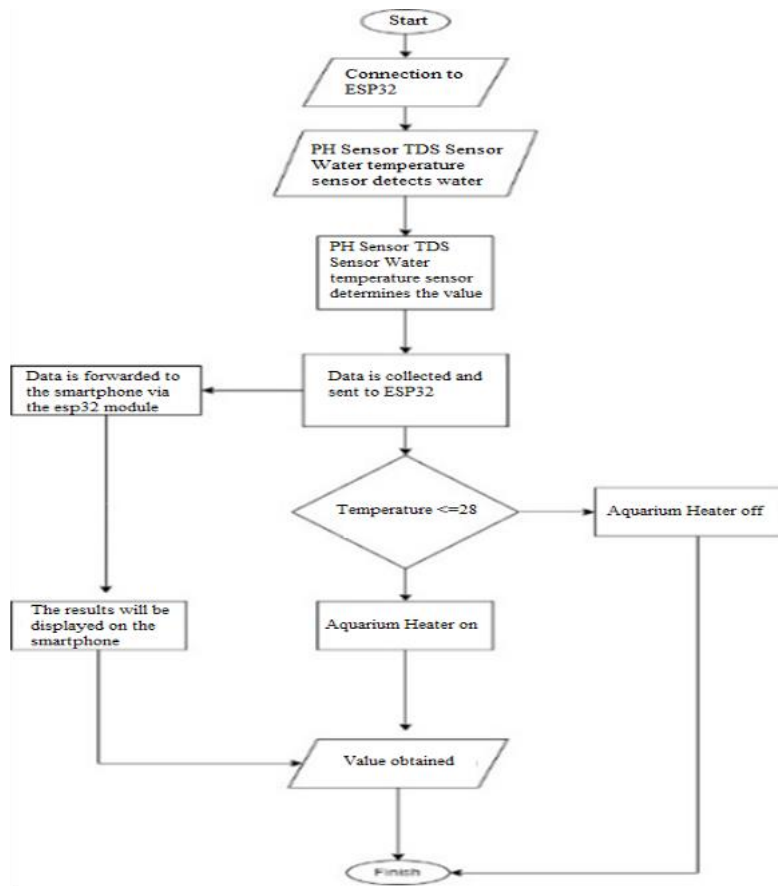 Start
Connection to
ESP32
PH Sensor TDS Sensor
Water temperature
sensor detects water
PH Sensor TDS
Sensor Water
temperature sensor
determines the value
Data is forwarded to
the smartphone via
the esp32 module
Data is collected and
sent to ESP32
Temperature <=28
Aquarium Heater off
The results will be
displayed on the
smartphone
Aquarium Heater on
Value obtained
Finish